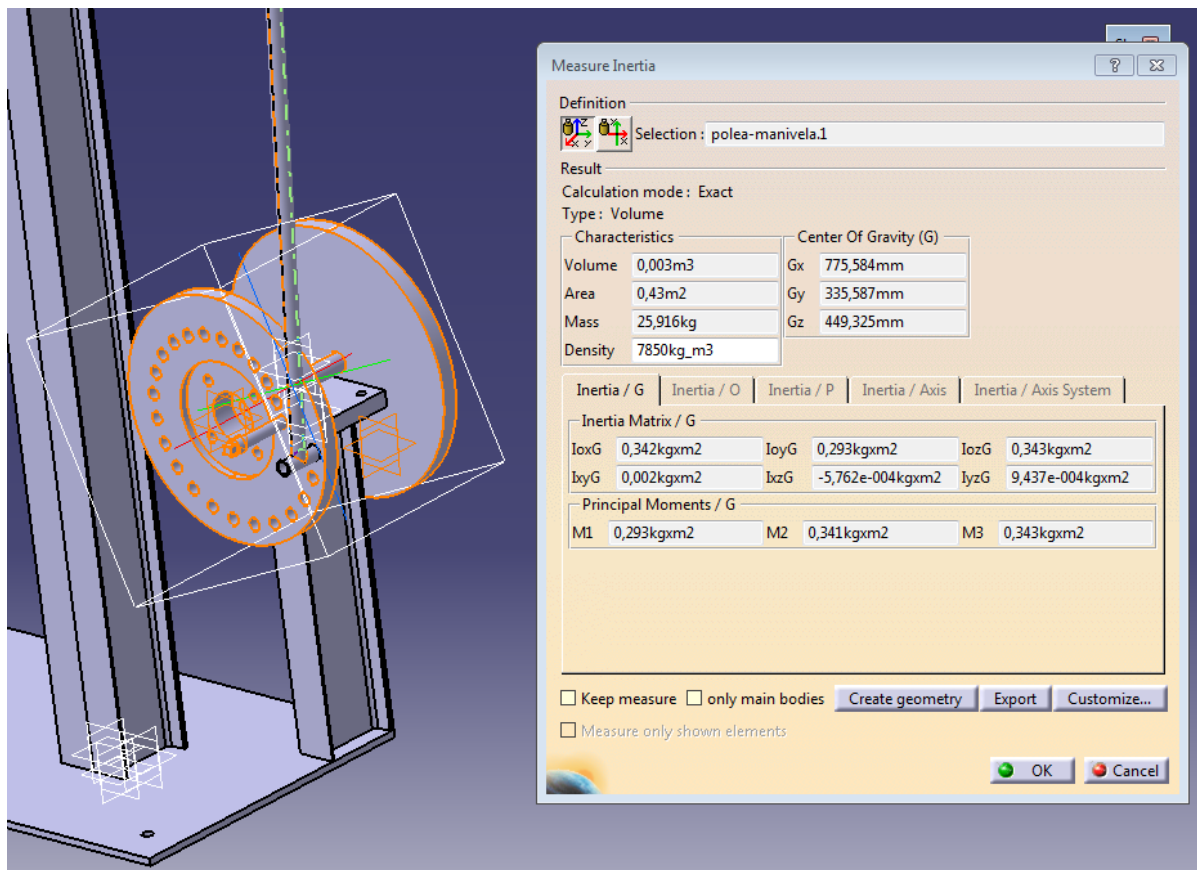 Measure Inertia
Definition
Selection : polea-manivela.1
Result
Calculation mode : Exact
Type : Volume
Characteristics
Center Of Gravity (G)
Volume 0,003m3 Gx 775,584mm
Area 0,43m2 Gy 335,587mm
Mass 25,916kg Gz 449,325mm
Density 7850kg_m3
Inertia / G Inertia / O Inertia / P Inertia / Axis Inertia / Axis System
Inertia Matrix / G
IoxG 0,342kgxm2 IoyG 0,293kgxm2 IozG 0,343kgxm2
IxyG 0,002kgxm2 IxzG -5,762e-004kgxm2 IyzG 9,437e-004kgxm2
Principal Moments / G
M1 0,293kgxm2 M2 0,341kgxm2 M3 0,343kgxm2
Keep measure only main bodies Create geometry Export Customize...
Measure only shown elements
OK Cancel